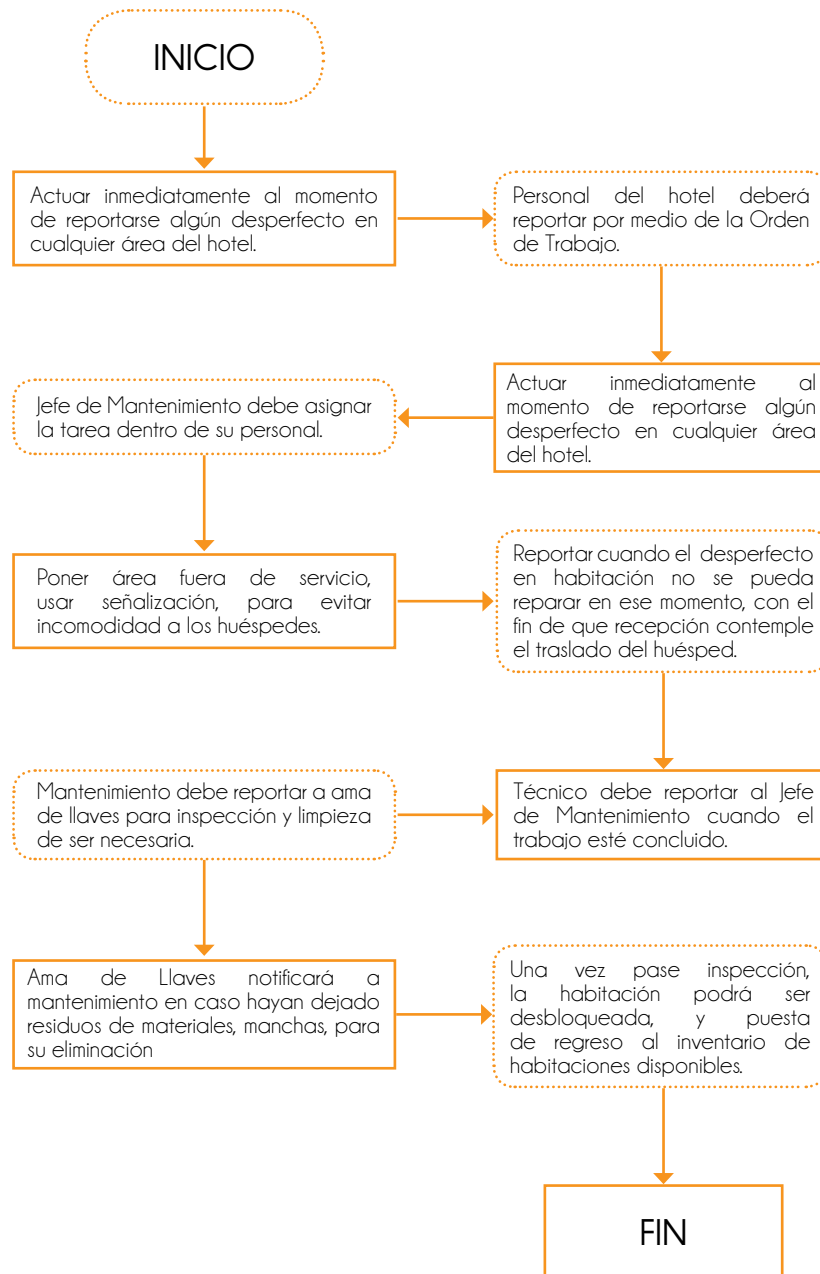 INICIO
Actuar inmediatamente al momento
de reportarse algún desperfecto en
cualquier área del hotel.
Personal del hotel deberá
reportar por medio de la Orden
de Trabajo.
Actuar inmediatamente al
momento de reportarse algún
desperfecto en cualquier área
del hotel.
Jefe de Mantenimiento debe asignar
la tarea dentro de su personal.
Poner área fuera de servicio,
usar señalización, para evitar
incomodidad a los huéspedes.
Reportar cuando el desperfecto
en habitación no se pueda
reparar en ese momento, con el
fin de que recepción contemple
el traslado del huésped.
Mantenimiento debe reportar a ama
de llaves para inspección y limpieza
de ser necesaria.
Técnico debe reportar al Jefe
de Mantenimiento cuando el
trabajo esté concluido.
Ama de Llaves notificará a
mantenimiento en caso hayan dejado
residuos de materiales, manchas, para
su eliminación
Una vez pase inspección,
la habitación podrá ser
desbloqueada, y puesta
de regreso al inventario de
habitaciones disponibles.
FIN